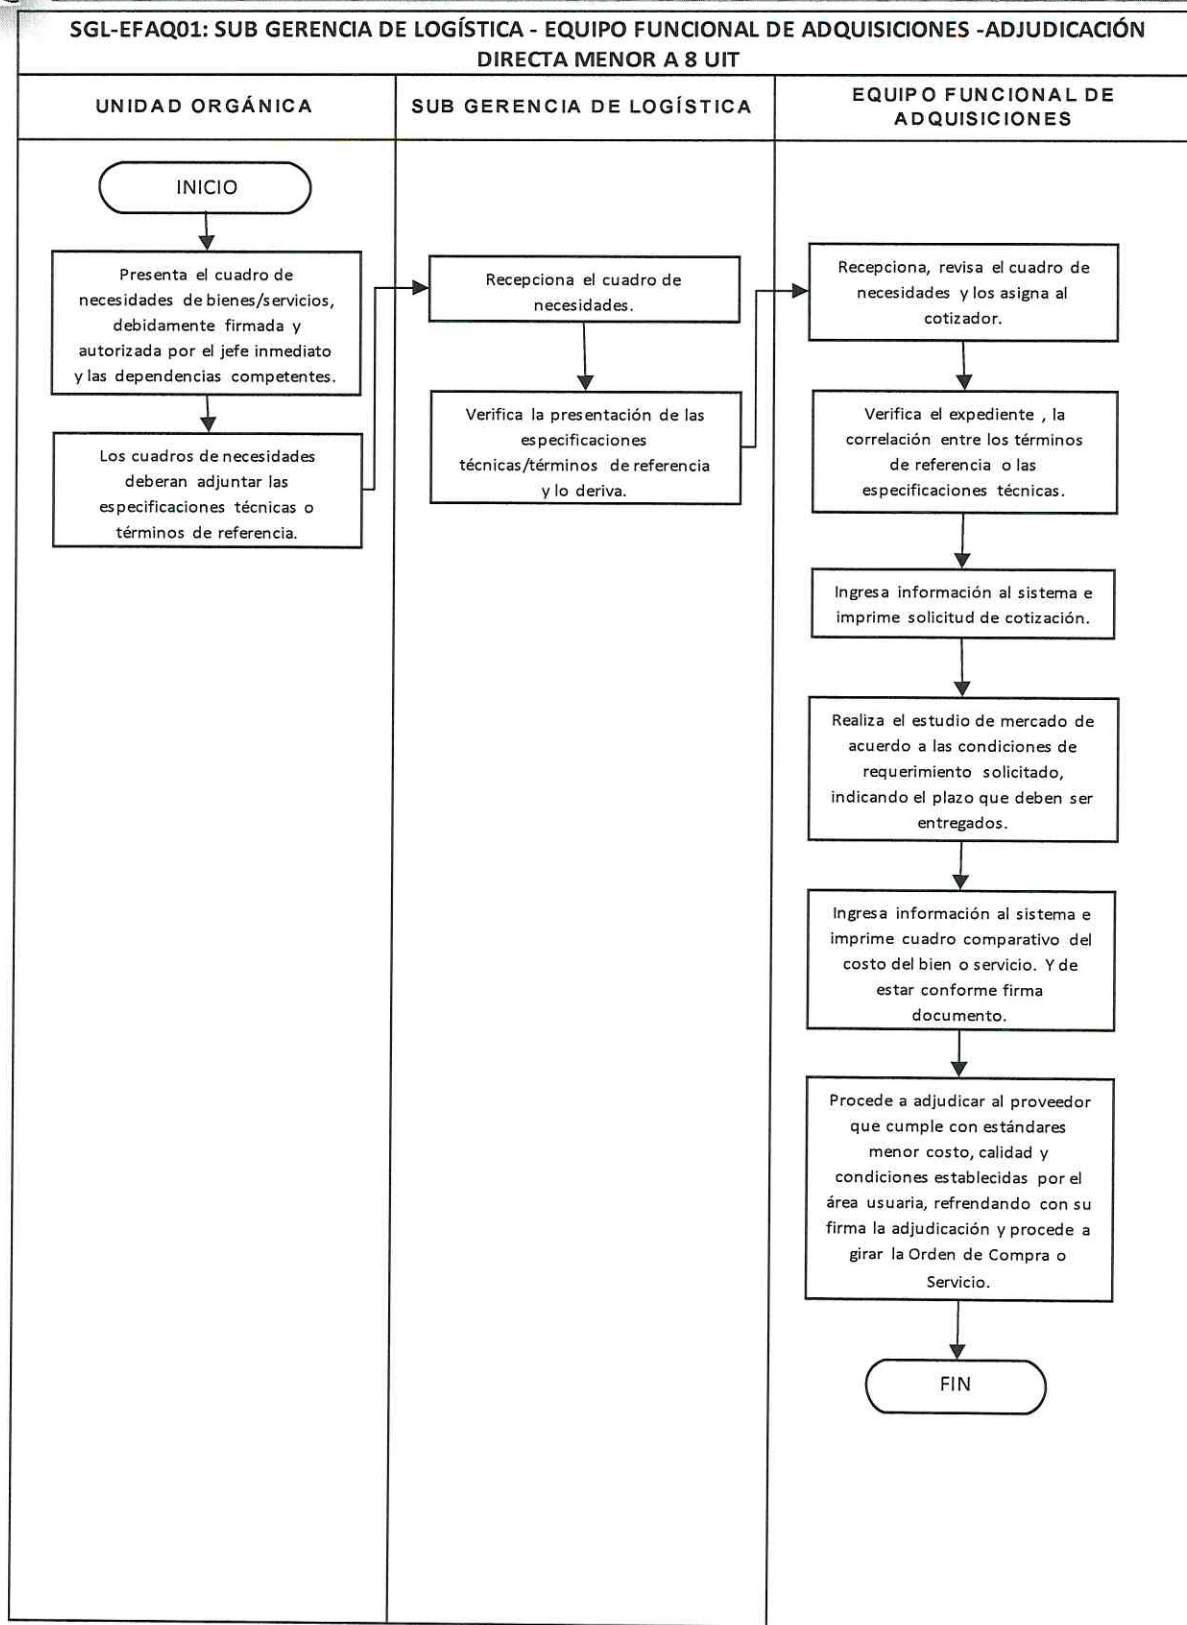 SGL-EFAQ01: SUB GERENCIA DE LOGÍSTICA - EQUIPO FUNCIONAL DE ADQUISICIONES -ADJUDICACIÓN
DIRECTA MENOR A 8 UIT
UNIDAD ORGÁNICA
SUB GERENCIA DE LOGÍSTICA
EQUIPO FUNCIONAL DE
ADQUISICIONES
INICIO
Presenta el cuadro de
necesidades de bienes/servicios,
debidamente firmada y
autorizada por el jefe inmediato
y las dependencias competentes.
Los cuadros de necesidades
deberan adjuntar las
especificaciones técnicas o
términos de referencia.
Recepciona el cuadro de
necesidades.
Verifica la presentación de las
especificaciones
técnicas/términos de referencia
y lo deriva.
Recepciona, revisa el cuadro de
necesidades y los asigna al
cotizador.
Verifica el expediente , la
correlación entre los términos
de referencia o las
especificaciones técnicas.
Ingresa información al sistema e
imprime solicitud de cotización.
Realiza el estudio de mercado de
acuerdo a las condiciones de
requerimiento solicitado,
indicando el plazo que deben ser
entregados.
Ingresa información al sistema e
imprime cuadro comparativo del
costo del bien o servicio. Y de
estar conforme firma
documento.
Procede a adjudicar al proveedor
que cumple con estándares
menor costo, calidad y
condiciones establecidas por el
área usuaria, refrendando con su
firma la adjudicación y procede a
girar la Orden de Compra o
Servicio.
FIN